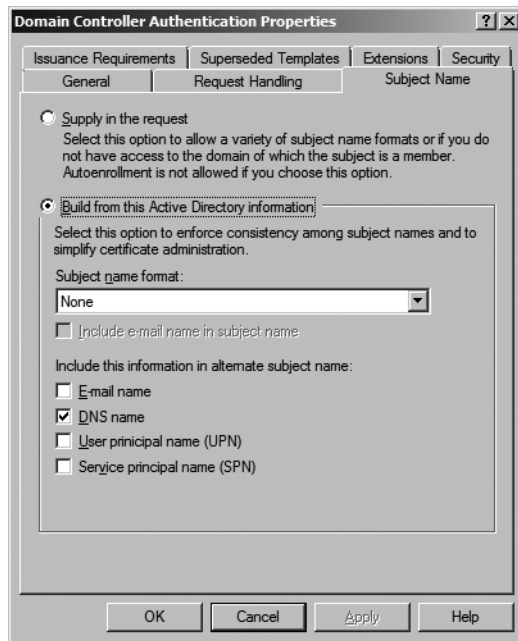 Domain Controller Authentication Properties
Issuance Requirements
Superseded Templates
Extensions
Security
General
Request Handling
Subject Name
Supply in the request
Select this option to allow a variety of subject name formats or if you do
not have access to the domain of which the subject is a member.
Autoenrollment is not allowed if you choose this option.
Build from this Active Directory information
Select this option to enforce consistency among subject names and to
simplify certificate administration.
Subject name format:
None
Include e-mail name in subject name
Include this information in alternate subject name:
E-mail name
DNS name
User prinicipal name (UPN)
Service principal name (SPN)
OK
Cancel
Apply
Help